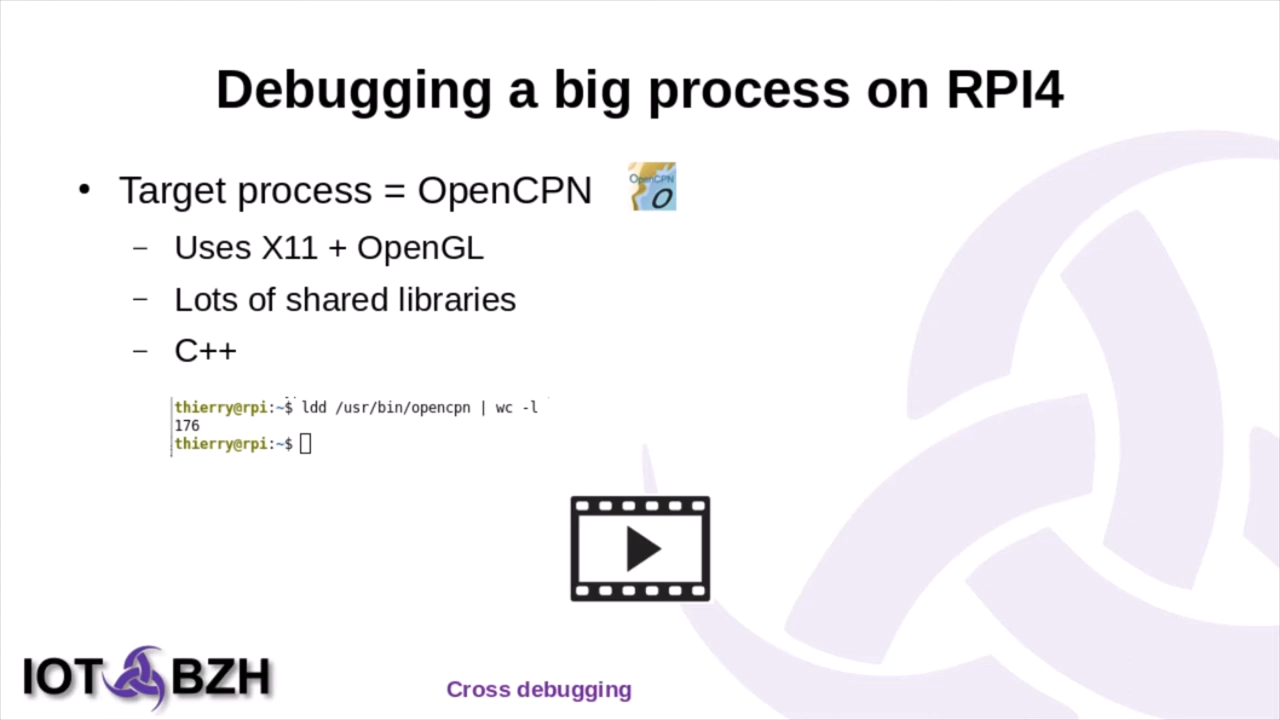 Debugging a big process on RPI4
• Target process = OpenCPN
OpenCPN
O
– Uses X11 + OpenGL
– Lots of shared libraries
– C++
thierry@rpi:~$ ldd /usr/bin/opencpn | wc -l
176
thierry@rpi:~$
IOT BZH
Cross debugging